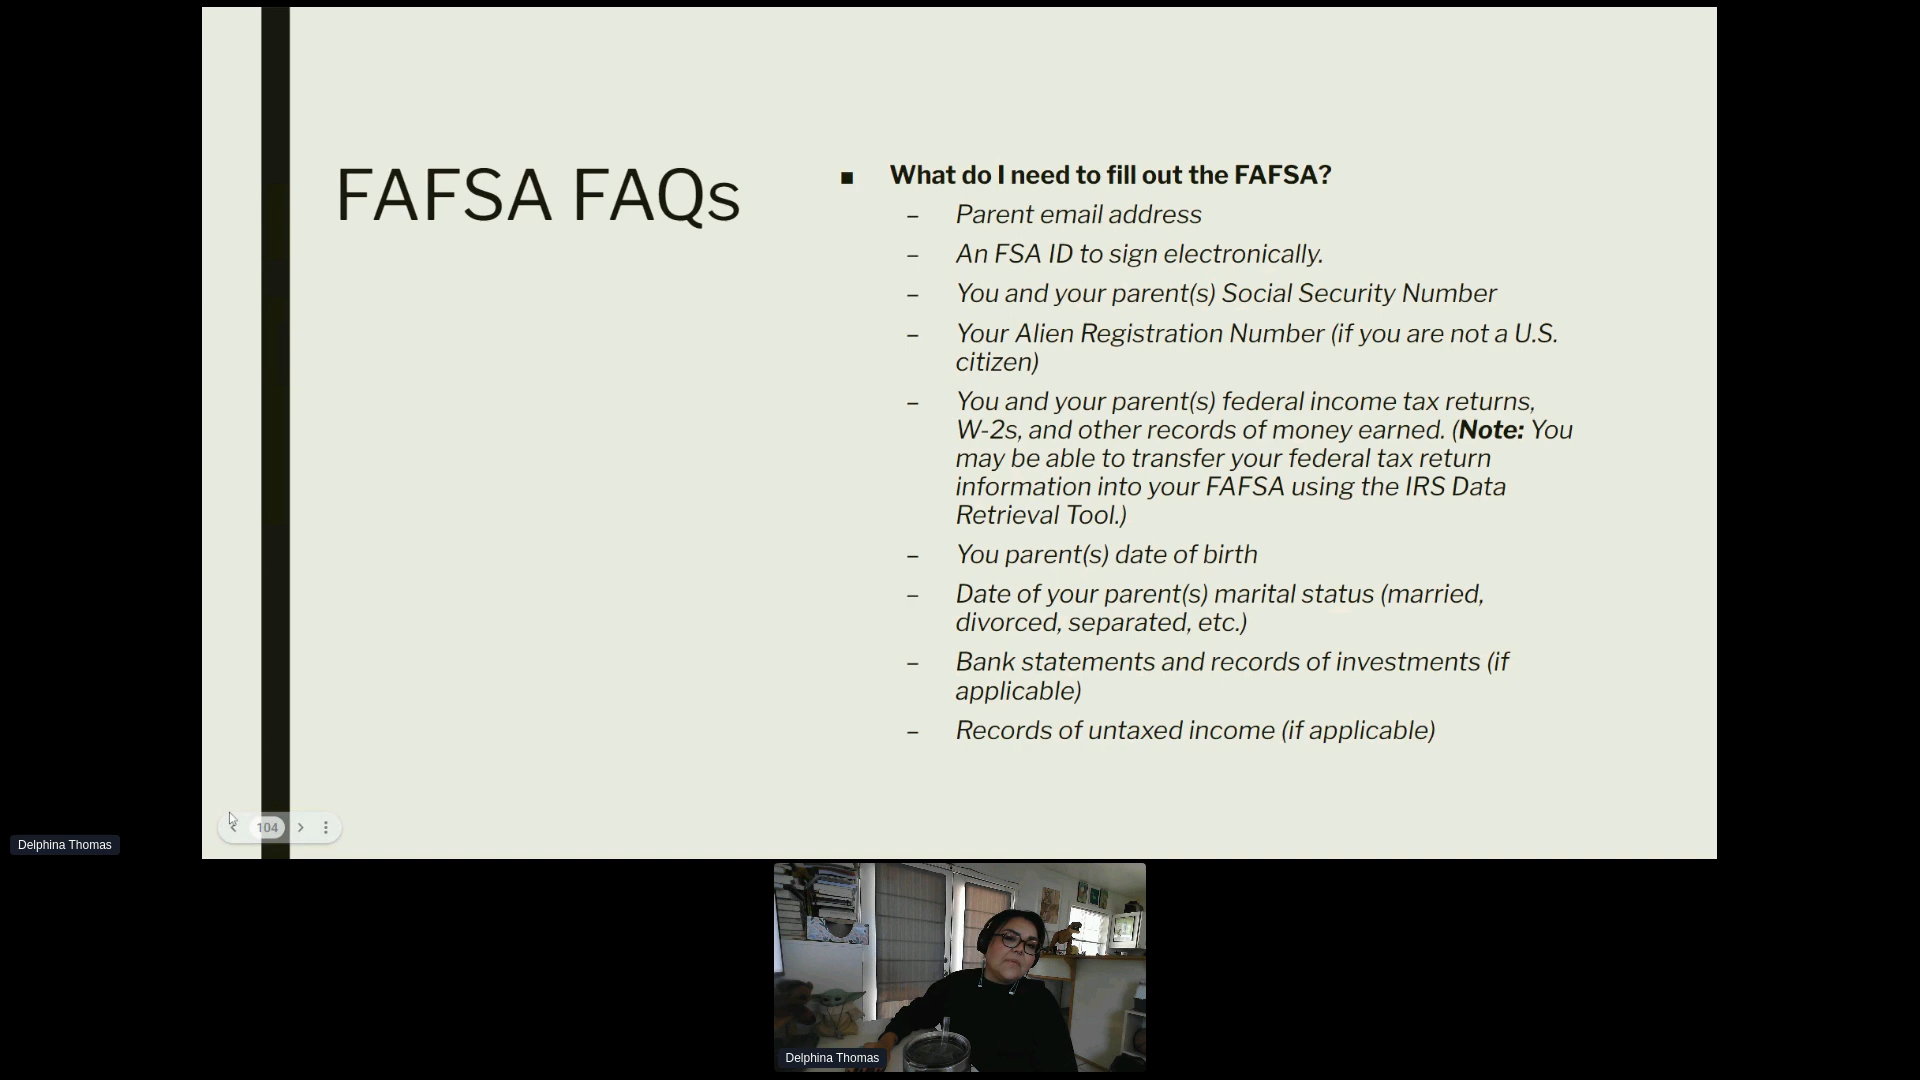 FAFSA FAQs
■ What do I need to fill out the FAFSA?
– Parent email address
– An FSA ID to sign electronically.
– You and your parent(s) Social Security Number
– Your Alien Registration Number (if you are not a U.S.
citizen)
– You and your parent(s) federal income tax returns,
W-2s, and other records of money earned. (Note: You
may be able to transfer your federal tax return
information into your FAFSA using the IRS Data
Retrieval Tool.)
– You parent(s) date of birth
– Date of your parent(s) marital status (married,
divorced, separated, etc.)
– Bank statements and records of investments (if
applicable)
– Records of untaxed income (if applicable)
104
Delphina Thomas
Delphina Thomas